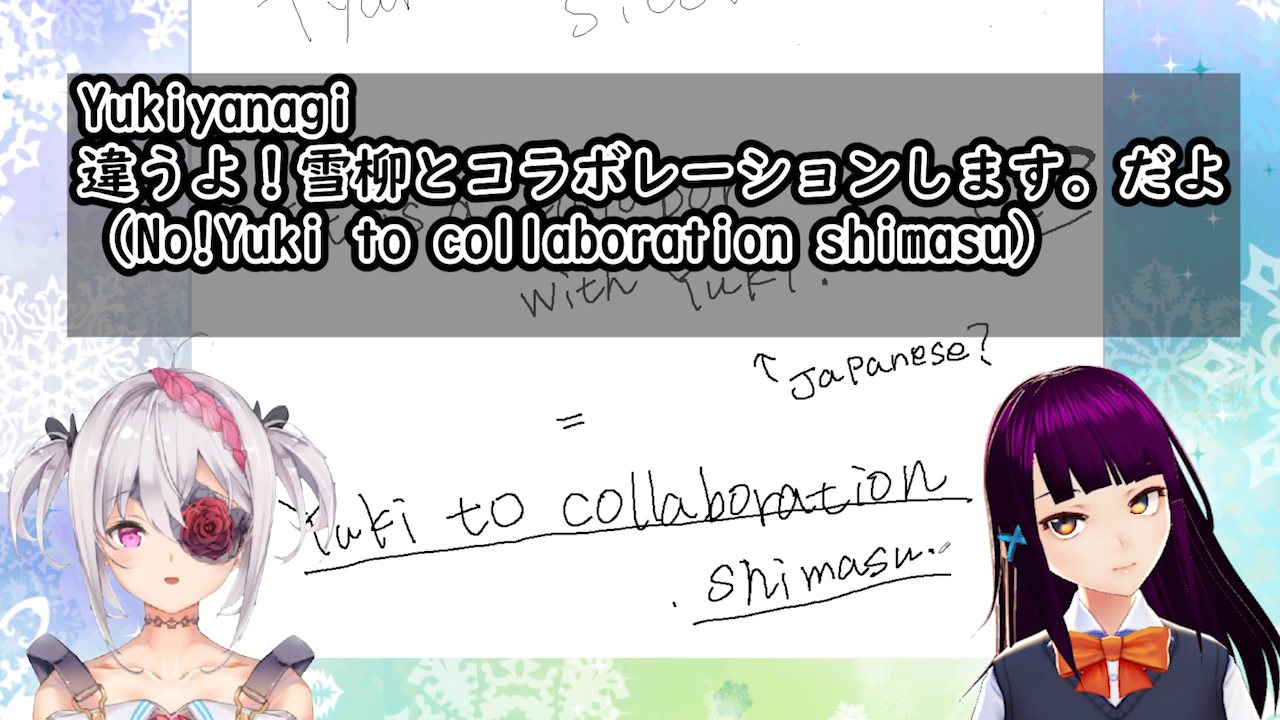 Yukiyanagi
違うよ！雪柳とコラボレーションします。だよ
（No!Yuki to collaboration shimasu）
with Yuki.
↑Japanese?
=
Yuki to collaboration
shimasu.